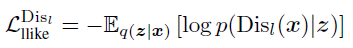 $\mathcal{L}_{\text{llike}}^{\text{Dis}_l} = -\mathbb{E}_{q(\boldsymbol{z}|\boldsymbol{x})} \left[\log p(\text{Dis}_l(\boldsymbol{x})|\boldsymbol{z})\right]$